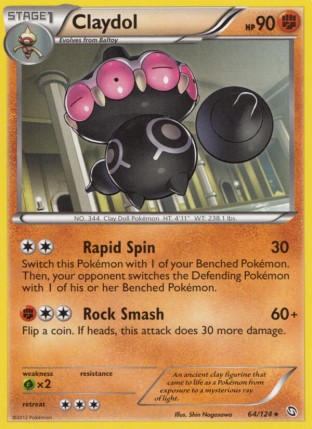 STAGE1
Claydol
HP 90
Evolves from Baltoy
NO. 344 Clay Doll Pokémon HT: 4'11" WT: 238.1 lbs.
Rapid Spin 30
Switch this Pokémon with 1 of your Benched Pokémon.
Then, your opponent switches the Defending Pokémon
with 1 of his or her Benched Pokémon.
Rock Smash 60+
Flip a coin. If heads, this attack does 30 more damage.
weakness
resistance
×2
retreat
An ancient clay figurine that
came to life as a Pokémon from
exposure to a mysterious ray
of light.
©2012 Pokémon
Illus. Shin Nagasawa
64/124